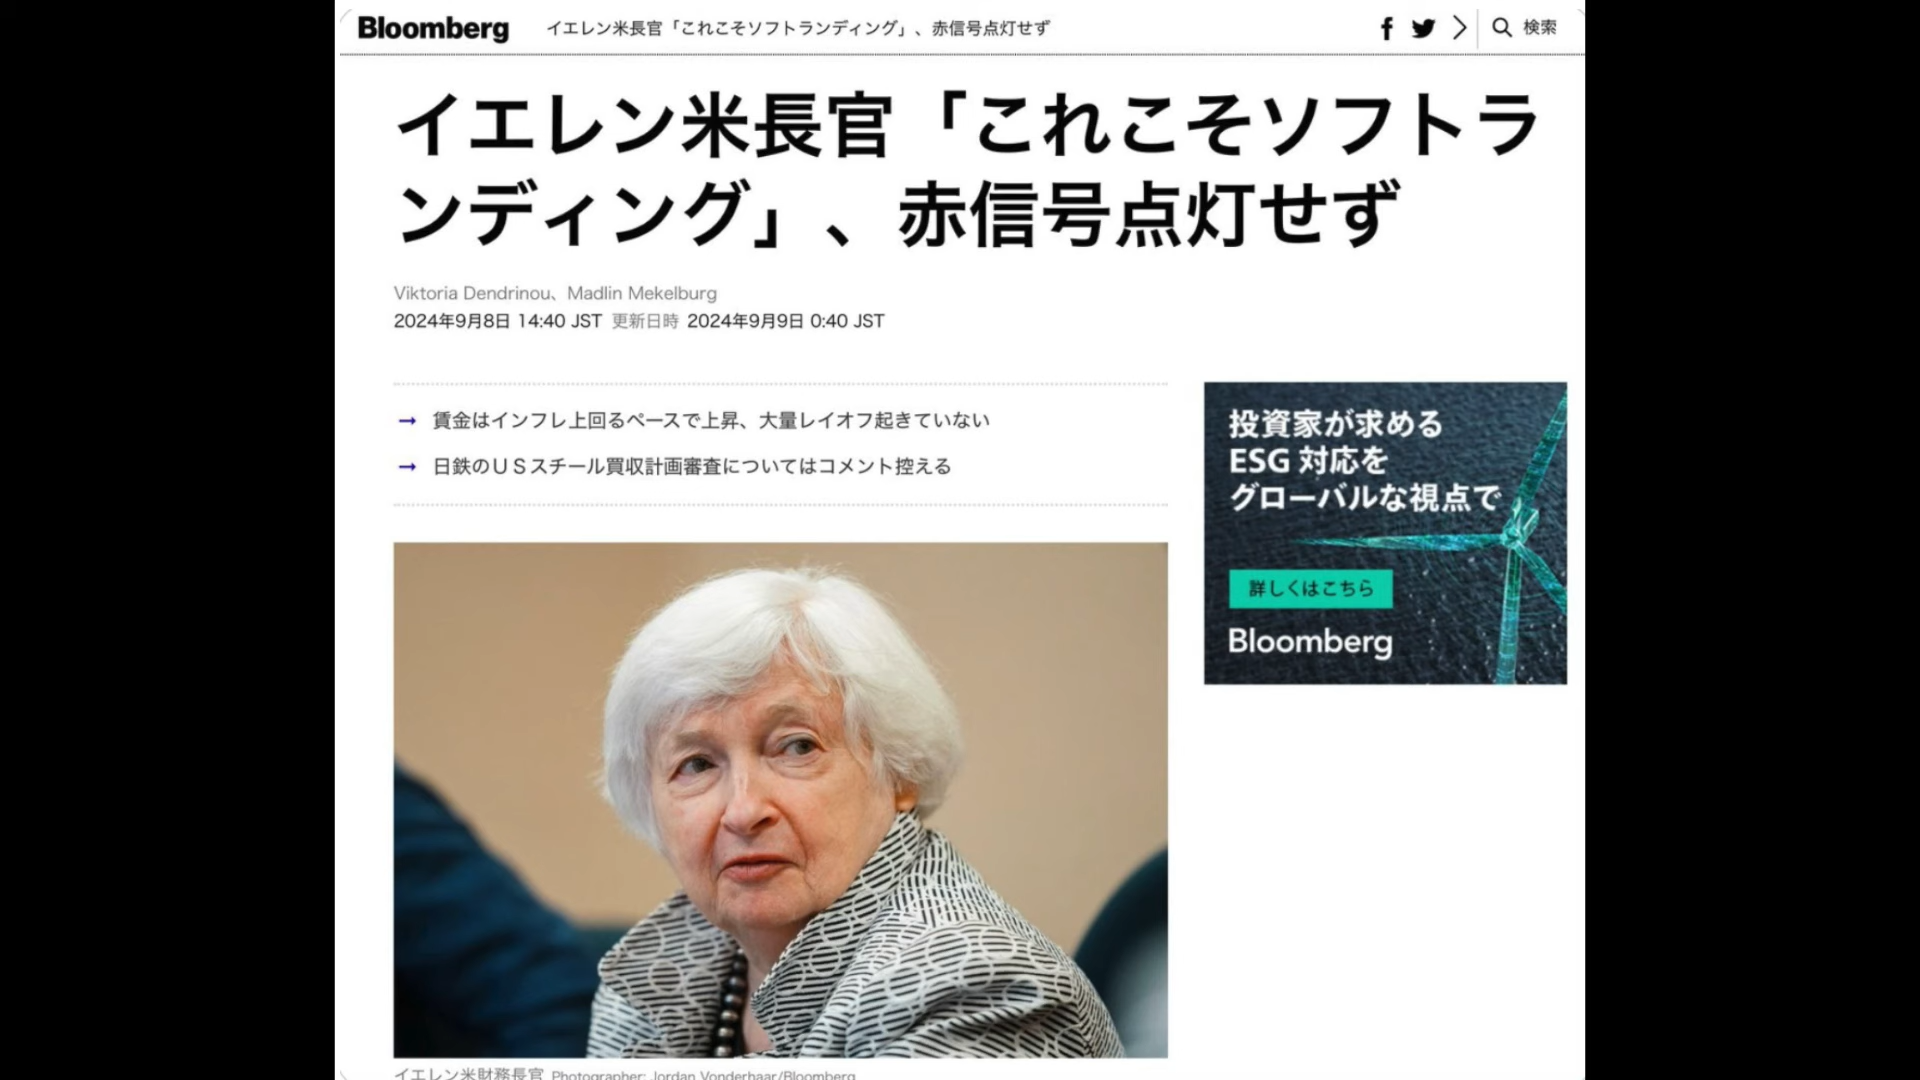 Bloomberg イエレン米長官「これこそソフトランディング」、赤信号点灯せず 検索
イエレン米長官「これこそソフトラ
ンディング」、赤信号点灯せず
Viktoria Dendrinou、Madlin Mekelburg
2024年9月8日 14:40 JST 更新日時 2024年9月9日 0:40 JST
→ 賃金はインフレ上回るペースで上昇、大量レイオフ起きていない
→ 日鉄のＵＳスチール買収計画審査についてはコメント控える
投資家が求める
ESG 対応を
グローバルな視点で
詳しくはこちら
Bloomberg
イエレン米財務長官 Photographer: Jordan Vonderhaar/Bloomberg